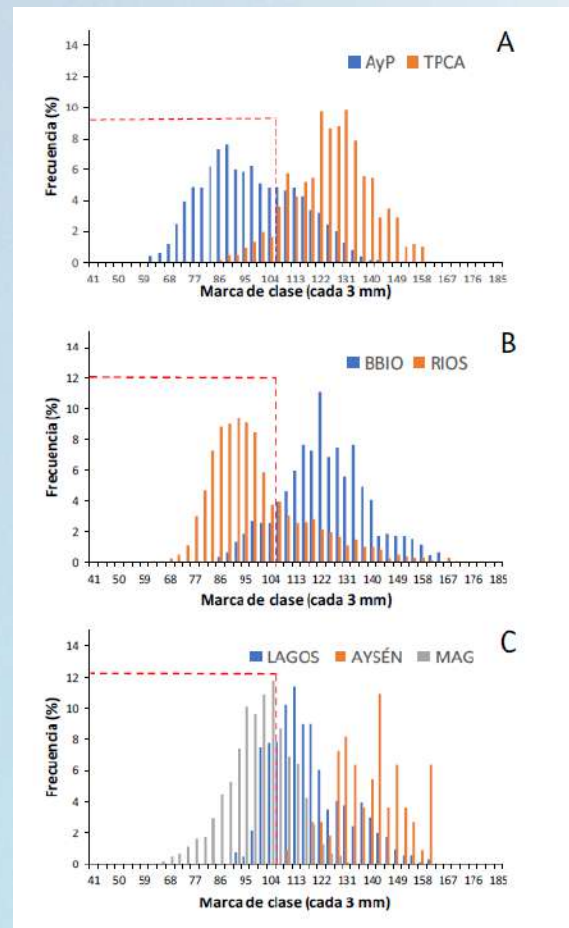 A
AyP TPCA
Frecuencia (%)
14
12
10
8
6
4
2
0
41 50 59 68 77 86 95 104 113 122 131 140 149 158 167 176 185
Marca de clase (cada 3 mm)
B
BBIO RIOS
Frecuencia (%)
14
12
10
8
6
4
2
0
41 50 59 68 77 86 95 104 113 122 131 140 149 158 167 176 185
Marca de clase (cada 3 mm)
C
LAGOS AYSÉN MAG
Frecuencia (%)
14
12
10
8
6
4
2
0
41 50 59 68 77 86 95 104 113 122 131 140 149 158 167 176 185
Marca de clase (cada 3 mm)